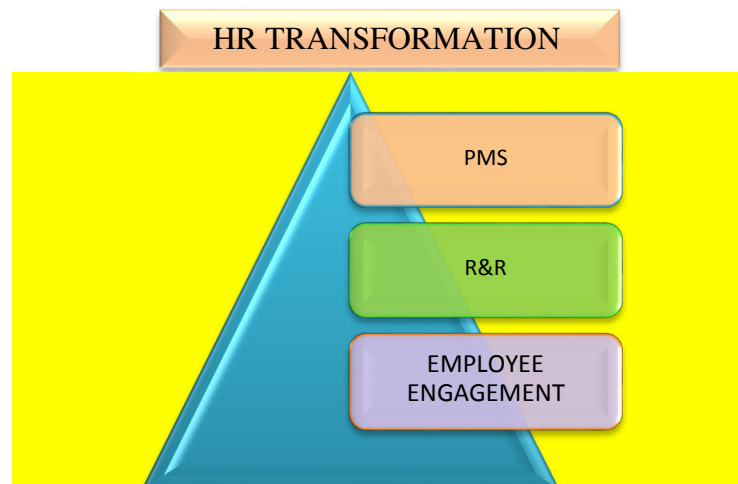 HR TRANSFORMATION
PMS
R&R
EMPLOYEE
ENGAGEMENT